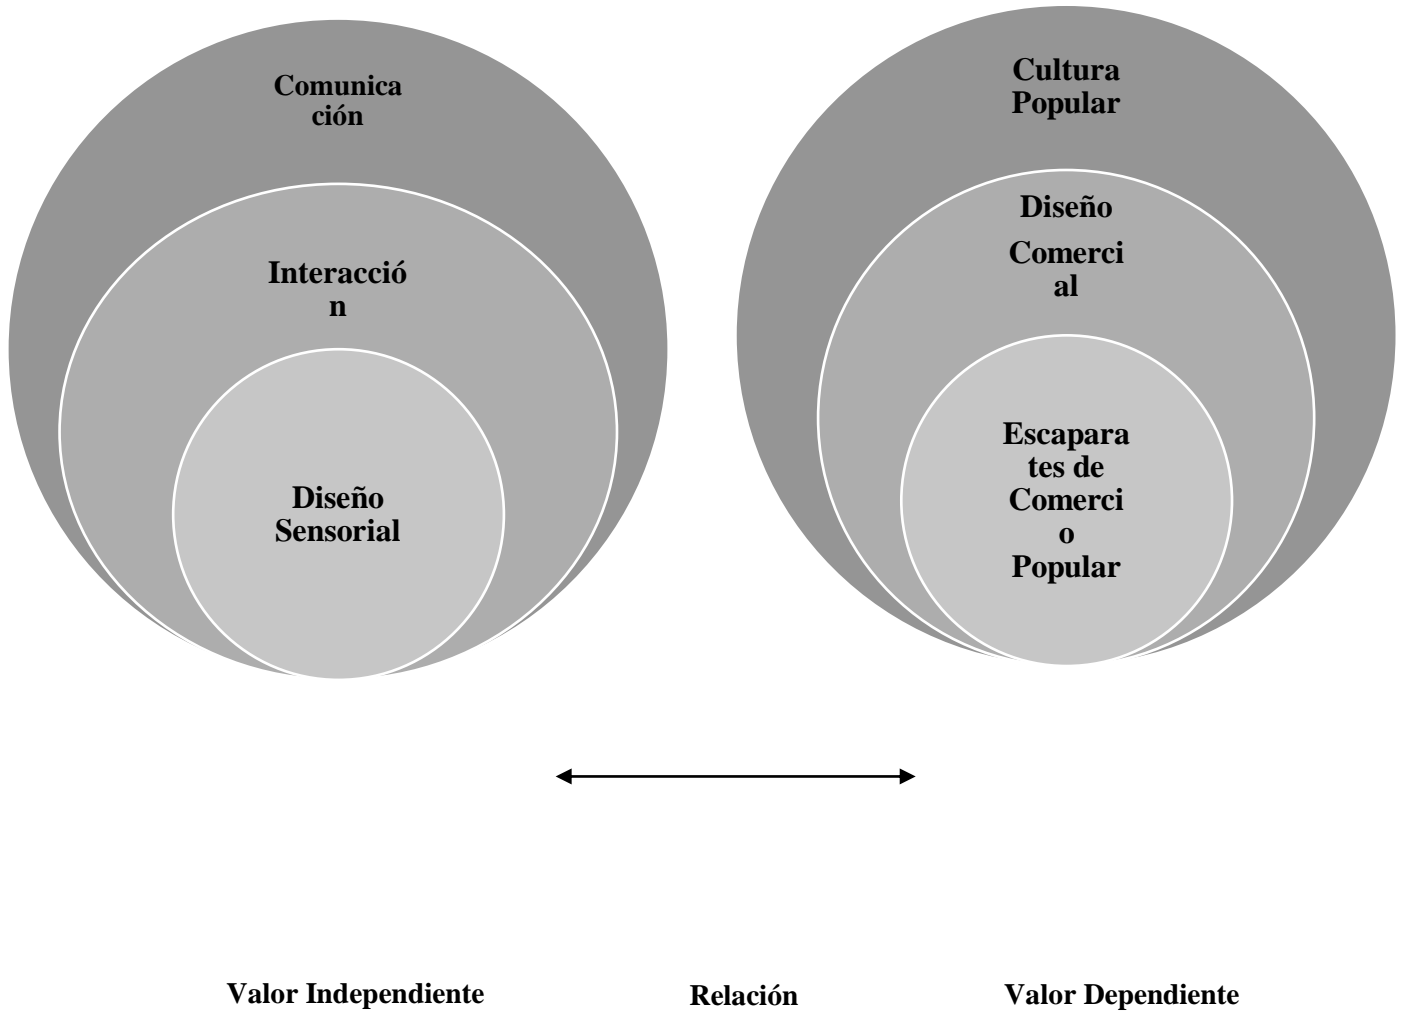 Comunica
ción
Interacció
n
Diseño
Sensorial
Cultura
Popular
Diseño
Comerci
al
Escapara
tes de
Comerci
o
Popular
Valor Independiente
Relación
Valor Dependiente